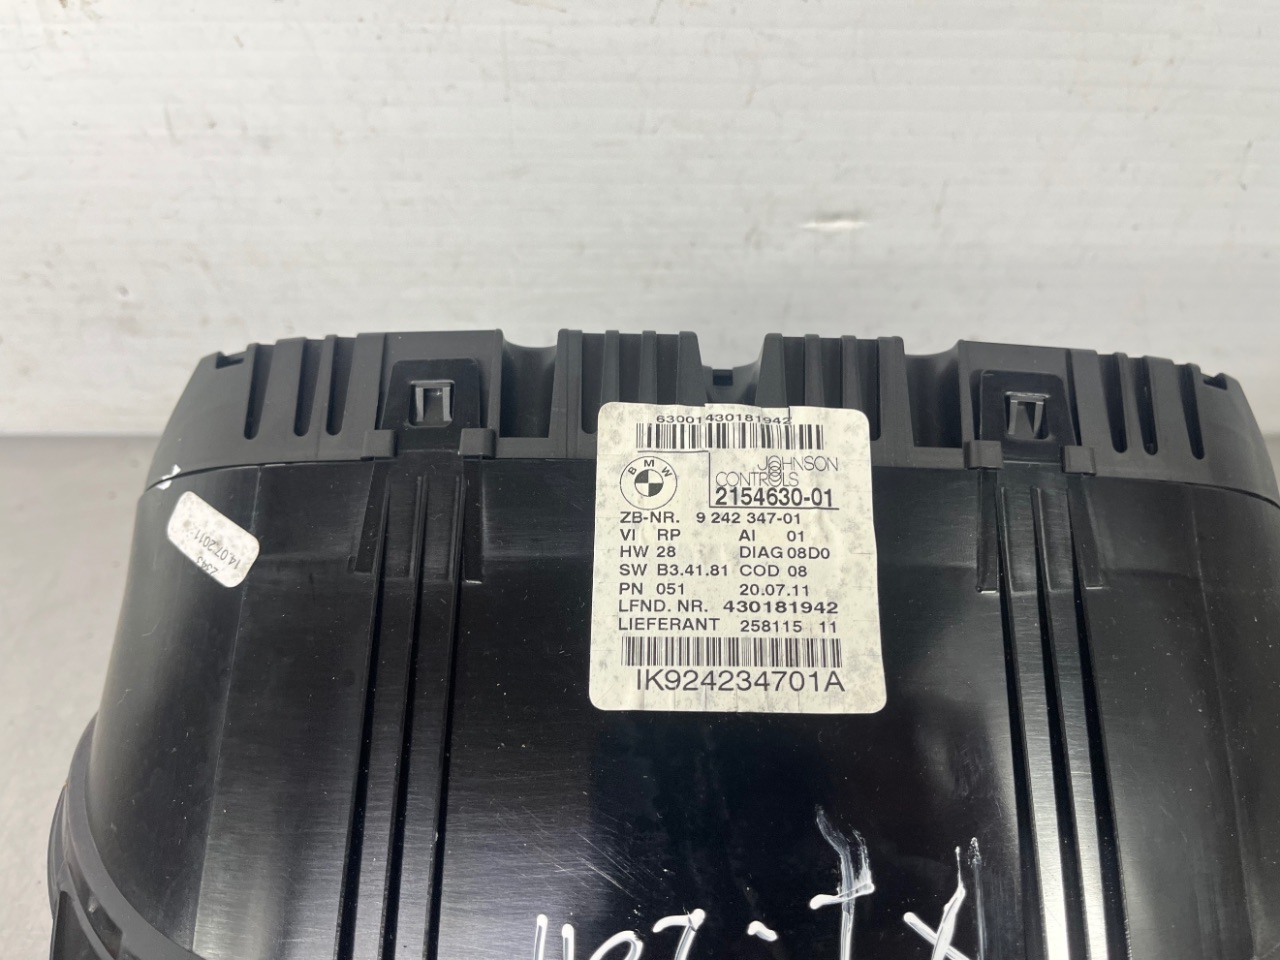 63001430181942
BMW
JOHNSON
CONTROLS
2154630-01
ZB-NR. 9 242 347-01
VI RP AI 01
HW 28 DIAG 08D0
SW B3.41.81 COD 08
PN 051 20.07.11
LFND. NR. 430181942
LIEFERANT 258115 11
IK924234701A
2343
14.07.2011